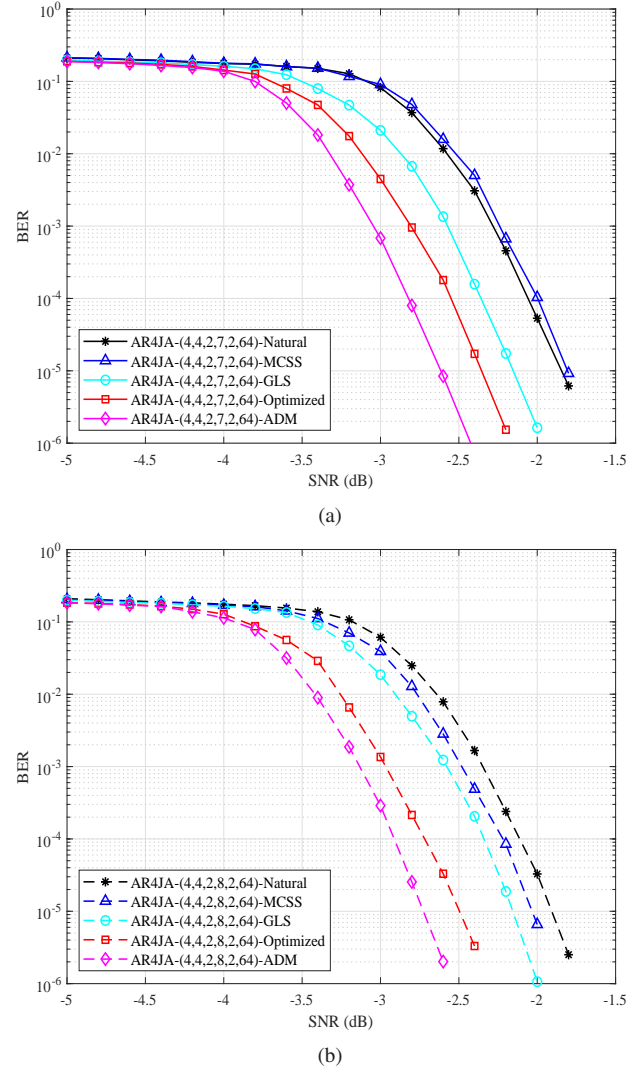 10^0
10^-1
10^-2
10^-3
10^-4
10^-5
10^-6
BER
AR4JA-(4,4,2,7,2,64)-Natural
AR4JA-(4,4,2,7,2,64)-MCSS
AR4JA-(4,4,2,7,2,64)-GLS
AR4JA-(4,4,2,7,2,64)-Optimized
AR4JA-(4,4,2,7,2,64)-ADM
-5 -4.5 -4 -3.5 -3 -2.5 -2 -1.5
SNR (dB)
(a)
10^0
10^-1
10^-2
10^-3
10^-4
10^-5
10^-6
BER
AR4JA-(4,4,2,8,2,64)-Natural
AR4JA-(4,4,2,8,2,64)-MCSS
AR4JA-(4,4,2,8,2,64)-GLS
AR4JA-(4,4,2,8,2,64)-Optimized
AR4JA-(4,4,2,8,2,64)-ADM
-5 -4.5 -4 -3.5 -3 -2.5 -2 -1.5
SNR (dB)
(b)